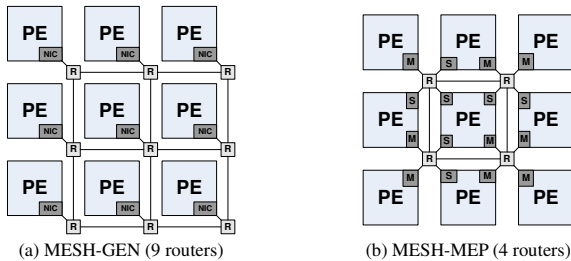 PE PE PE
NIC NIC NIC
R R R
PE PE PE
NIC NIC NIC
R R R
PE PE PE
NIC NIC NIC
R R R
(a) MESH-GEN (9 routers)
PE PE PE
M S M M
R R
S S S S
PE PE PE
M S M M
R R
M S M M
PE PE PE
(b) MESH-MEP (4 routers)